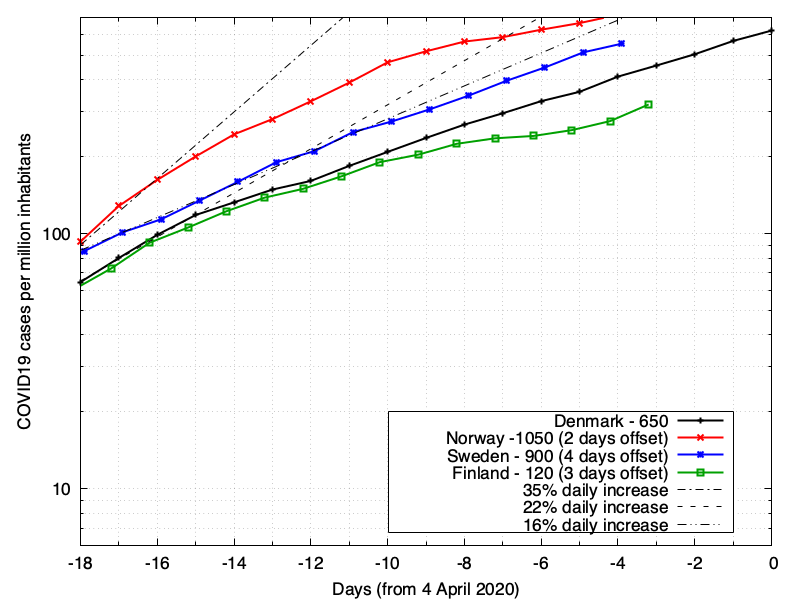 100
10
COVID19 cases per million inhabitants
Denmark - 650
Norway -1050 (2 days offset)
Sweden - 900 (4 days offset)
Finland - 120 (3 days offset)
35% daily increase
22% daily increase
16% daily increase
-18 -16 -14 -12 -10 -8 -6 -4 -2 0
Days (from 4 April 2020)